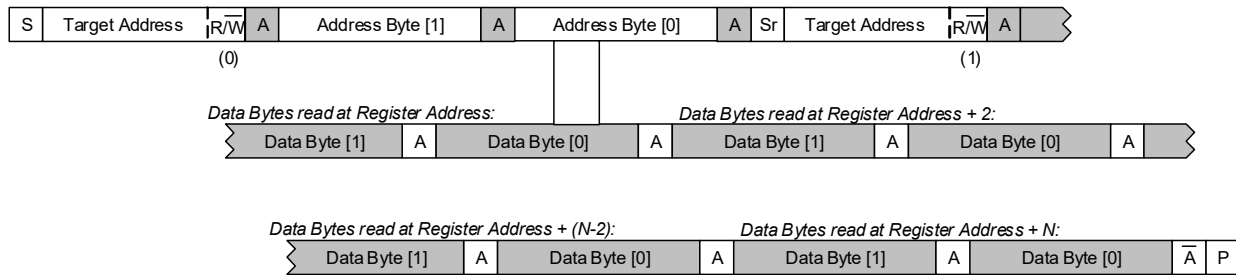 S Target Address R/W̅ A Address Byte [1] A Address Byte [0] A Sr Target Address R/W̅ A
(0) (1)
Data Bytes read at Register Address: Data Bytes read at Register Address + 2:
Data Byte [1] A Data Byte [0] A Data Byte [1] A Data Byte [0] A
Data Bytes read at Register Address + (N-2): Data Bytes read at Register Address + N:
Data Byte [1] A Data Byte [0] A Data Byte [1] A Data Byte [0] A̅ P